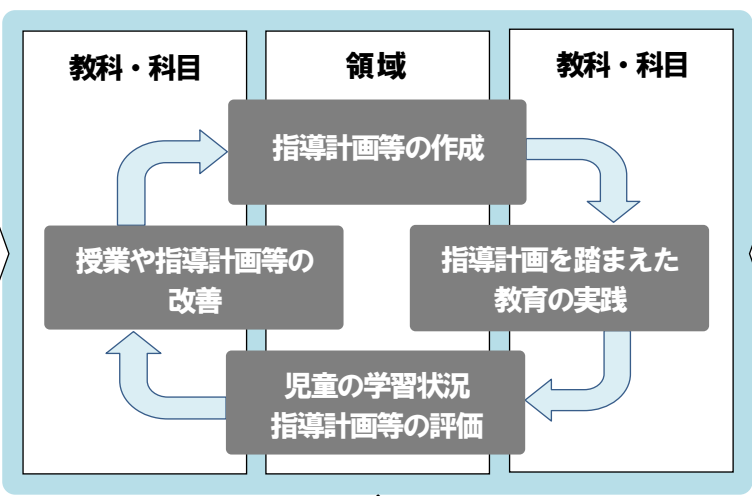 教科・科目
領域
教科・科目
指導計画等の作成
授業や指導計画等の
改善
指導計画を踏まえた
教育の実践
児童の学習状況
指導計画等の評価